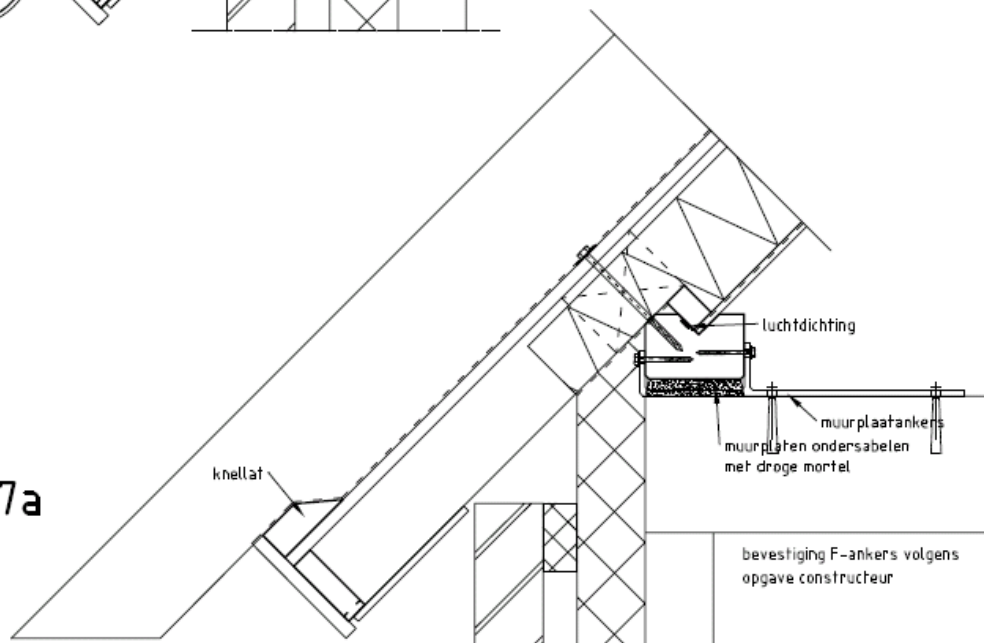 luchtdichting
muurplaatankers
muurplaten ondersabelen
met droge mortel
knellat
7a
bevestiging F-ankers volgens
opgave constructeur